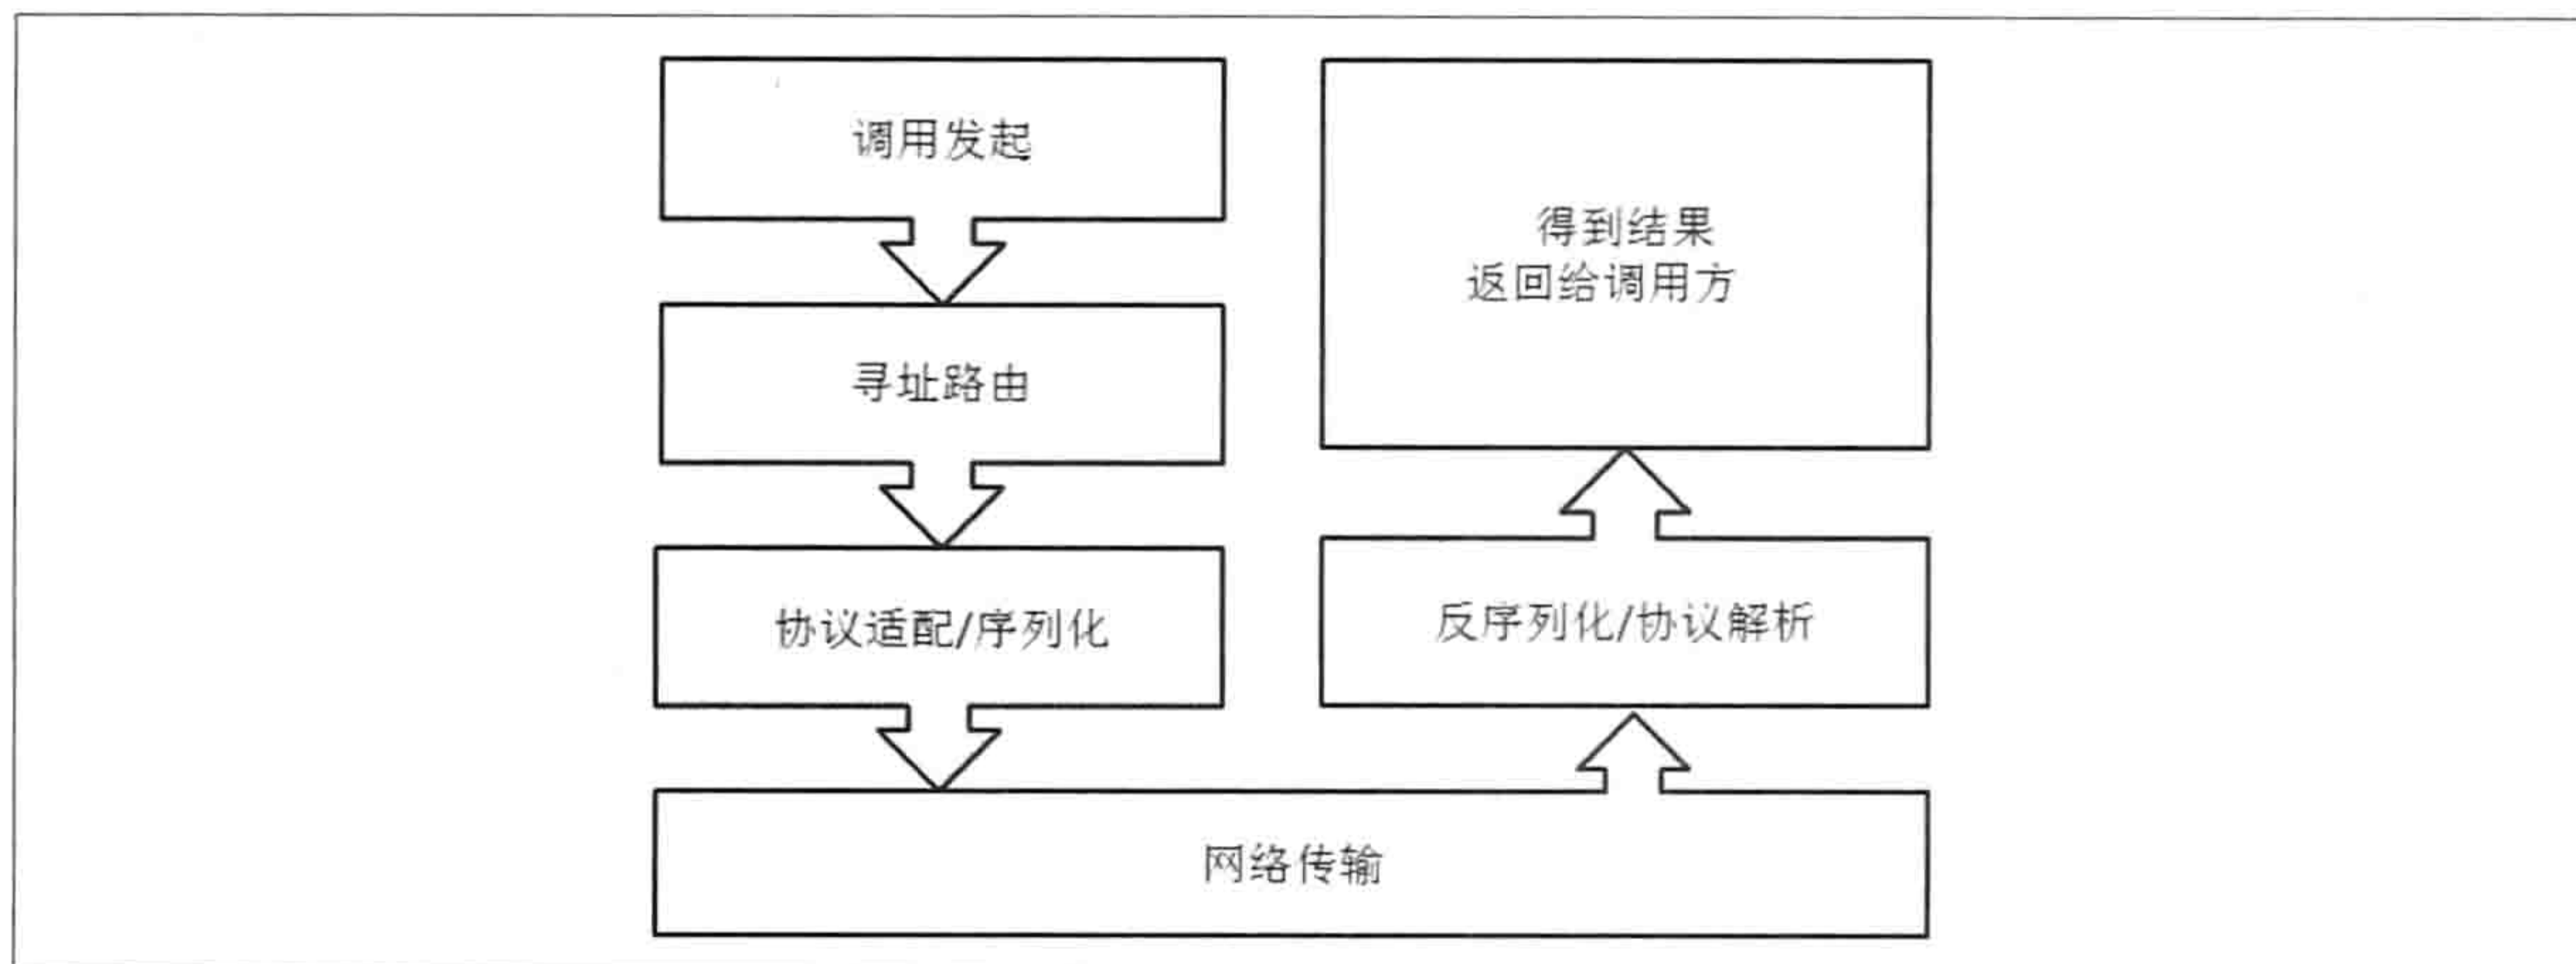 调用发起
寻址路由
协议适配/序列化
网络传输
反序列化/协议解析
得到结果
返回给调用方